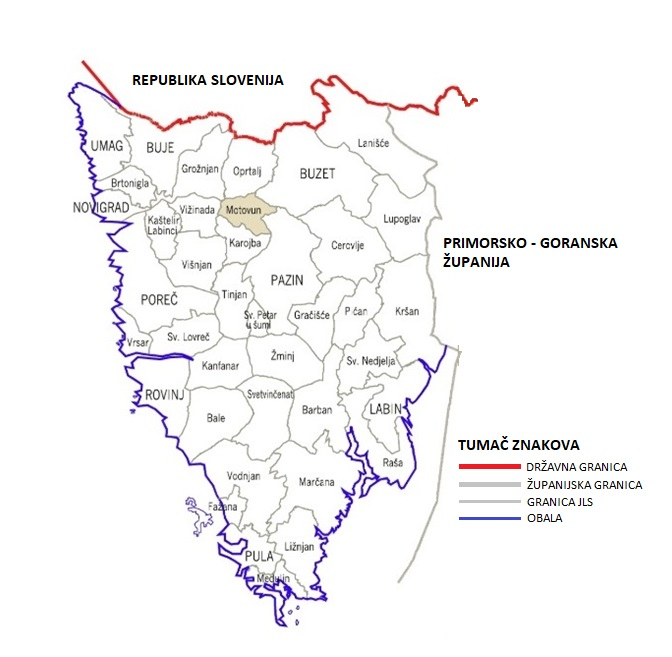 REPUBLIKA SLOVENIJA
Lanišće
UMAG
BUJE
Grožnjan
Oprtalj
BUZET
Brtonigla
NOVIGRAD
Kaštelir
Labinci
Vižinada
Motovun
Lupoglav
Karojba
Cerovlje
PRIMORSKO - GORANSKA
ŽUPANIJA
Višnjan
PAZIN
POREČ
Tinjan
Sv. Petar
u šumi
Gračišće
P ćan
Kršan
Vrsar
Sv. Lovreč
Kanfanar
Žminj
Sv. Nedjelja
ROVINJ
Svetvinčenat
Bale
Barban
LABIN
Raša
Vodnjan
Marčana
Fažana
PULA
Ližnjan
Medulin
TUMAČ ZNAKOVA
DRŽAVNA GRANICA
ŽUPANIJSKA GRANICA
GRANICA JLS
OBALA